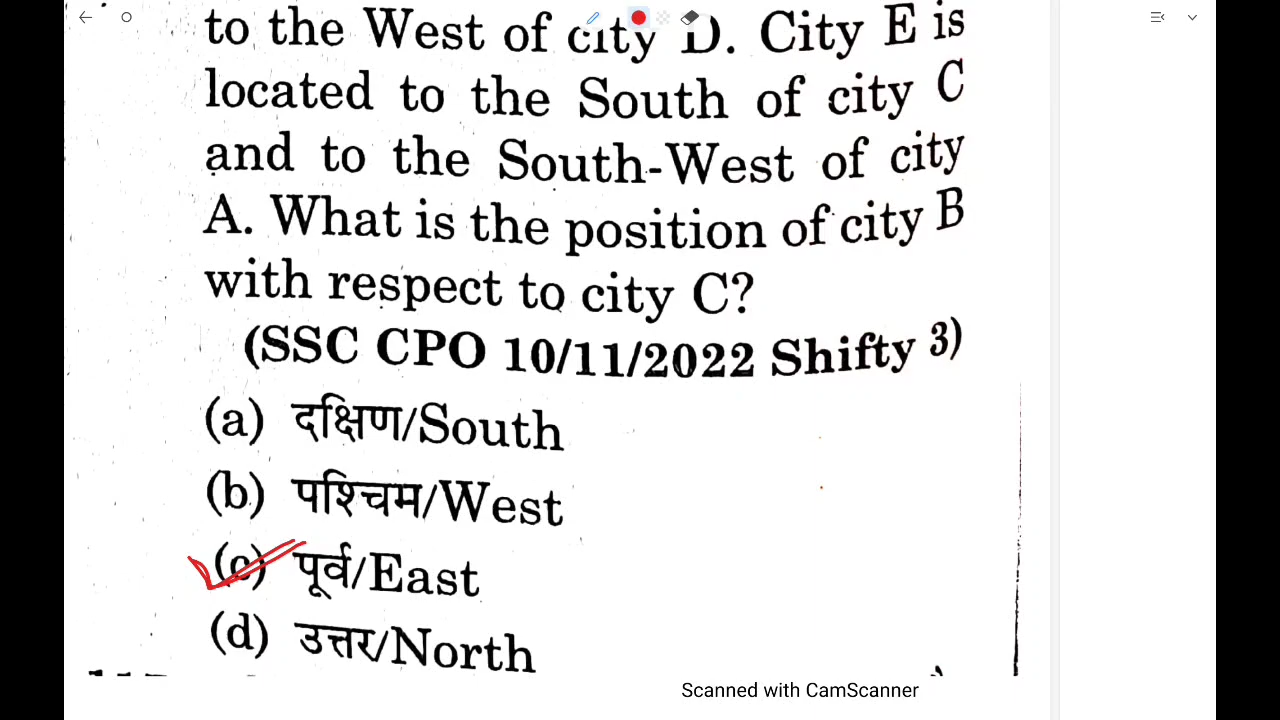 to the West of city D. City E is
located to the South of city C
and to the South-West of city
A. What is the position of city B
with respect to city C?
(SSC CPO 10/11/2022 Shifty 3)
(a) दक्षिण/South
(b) पश्चिम/West
(c) पूर्व/East
(d) उत्तर/North
Scanned with CamScanner